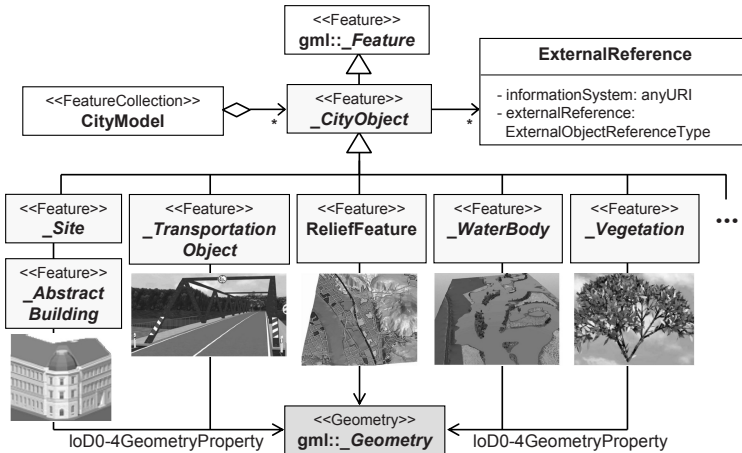 <<Feature>>
gml::_Feature
<<FeatureCollection>>
CityModel
*
<<Feature>>
_CityObject
*
ExternalReference
- informationSystem: anyURI
- externalReference:
ExternalObjectReferenceType
<<Feature>>
_Site
<<Feature>>
_Transportation
Object
<<Feature>>
ReliefFeature
<<Feature>>
_WaterBody
<<Feature>>
_Vegetation
...
<<Feature>>
_Abstract
Building
<<Geometry>>
gml::_Geometry
loD0-4GeometryProperty
loD0-4GeometryProperty